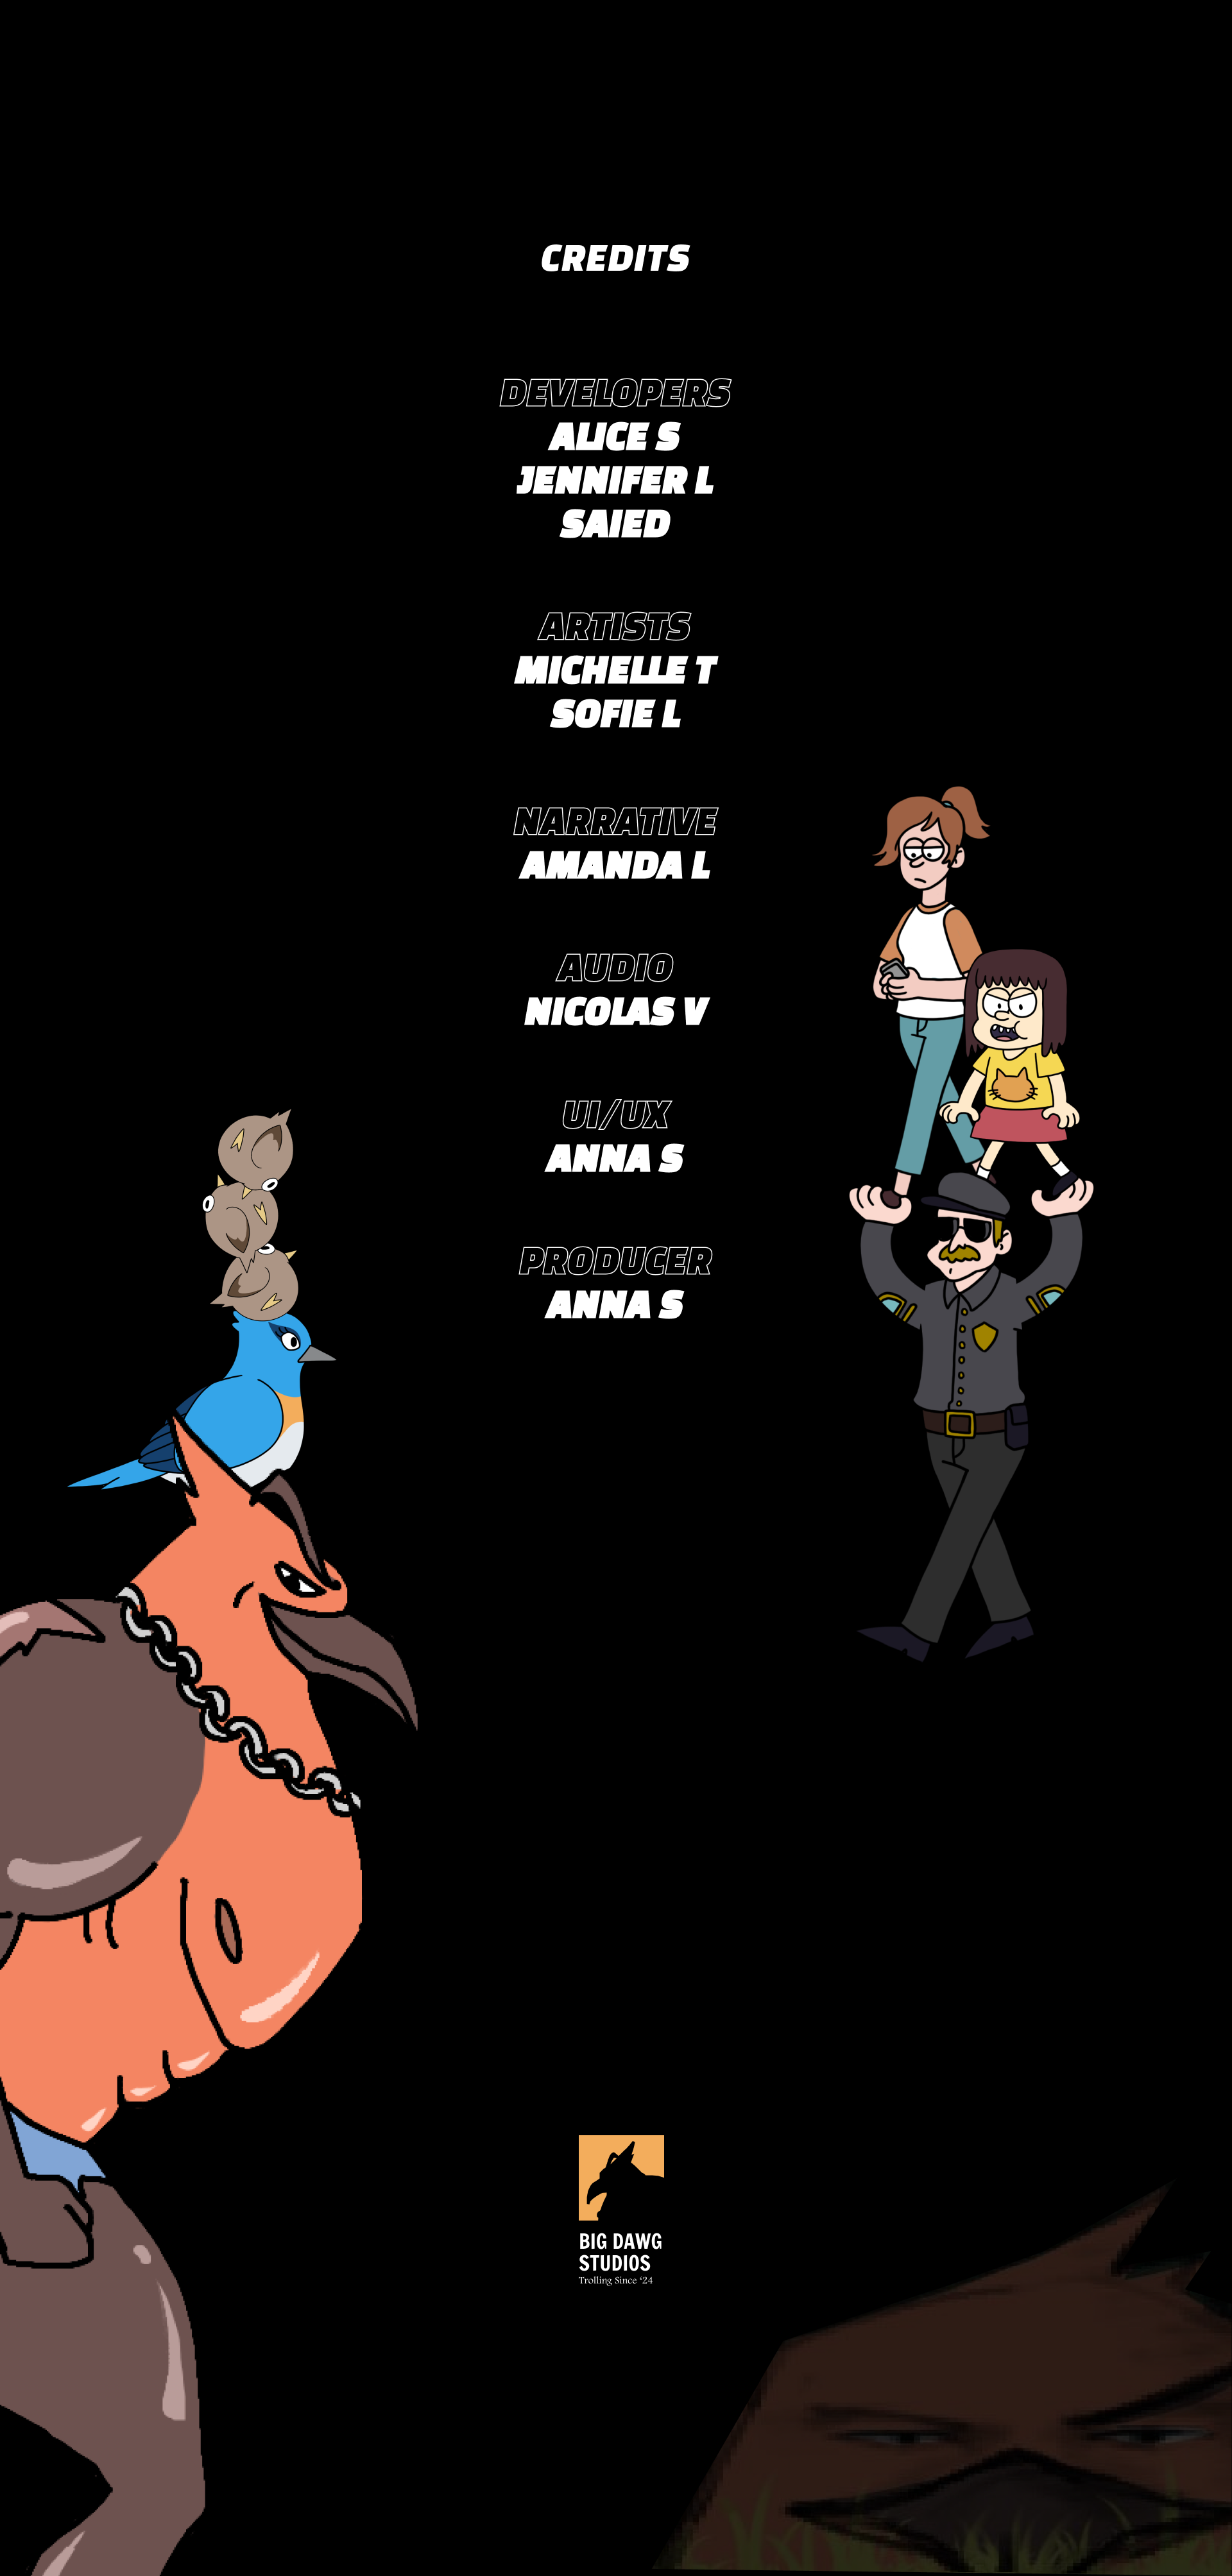 CREDITS
DEVELOPERS
ALICE S
JENNIFER L
SAIED
ARTISTS
MICHELLE T
SOFIE L
NARRATIVE
AMANDA L
AUDIO
NICOLAS V
UI/UX
ANNA S
PRODUCER
ANNA S
BIG DAWG
STUDIOS
Trolling Since '24